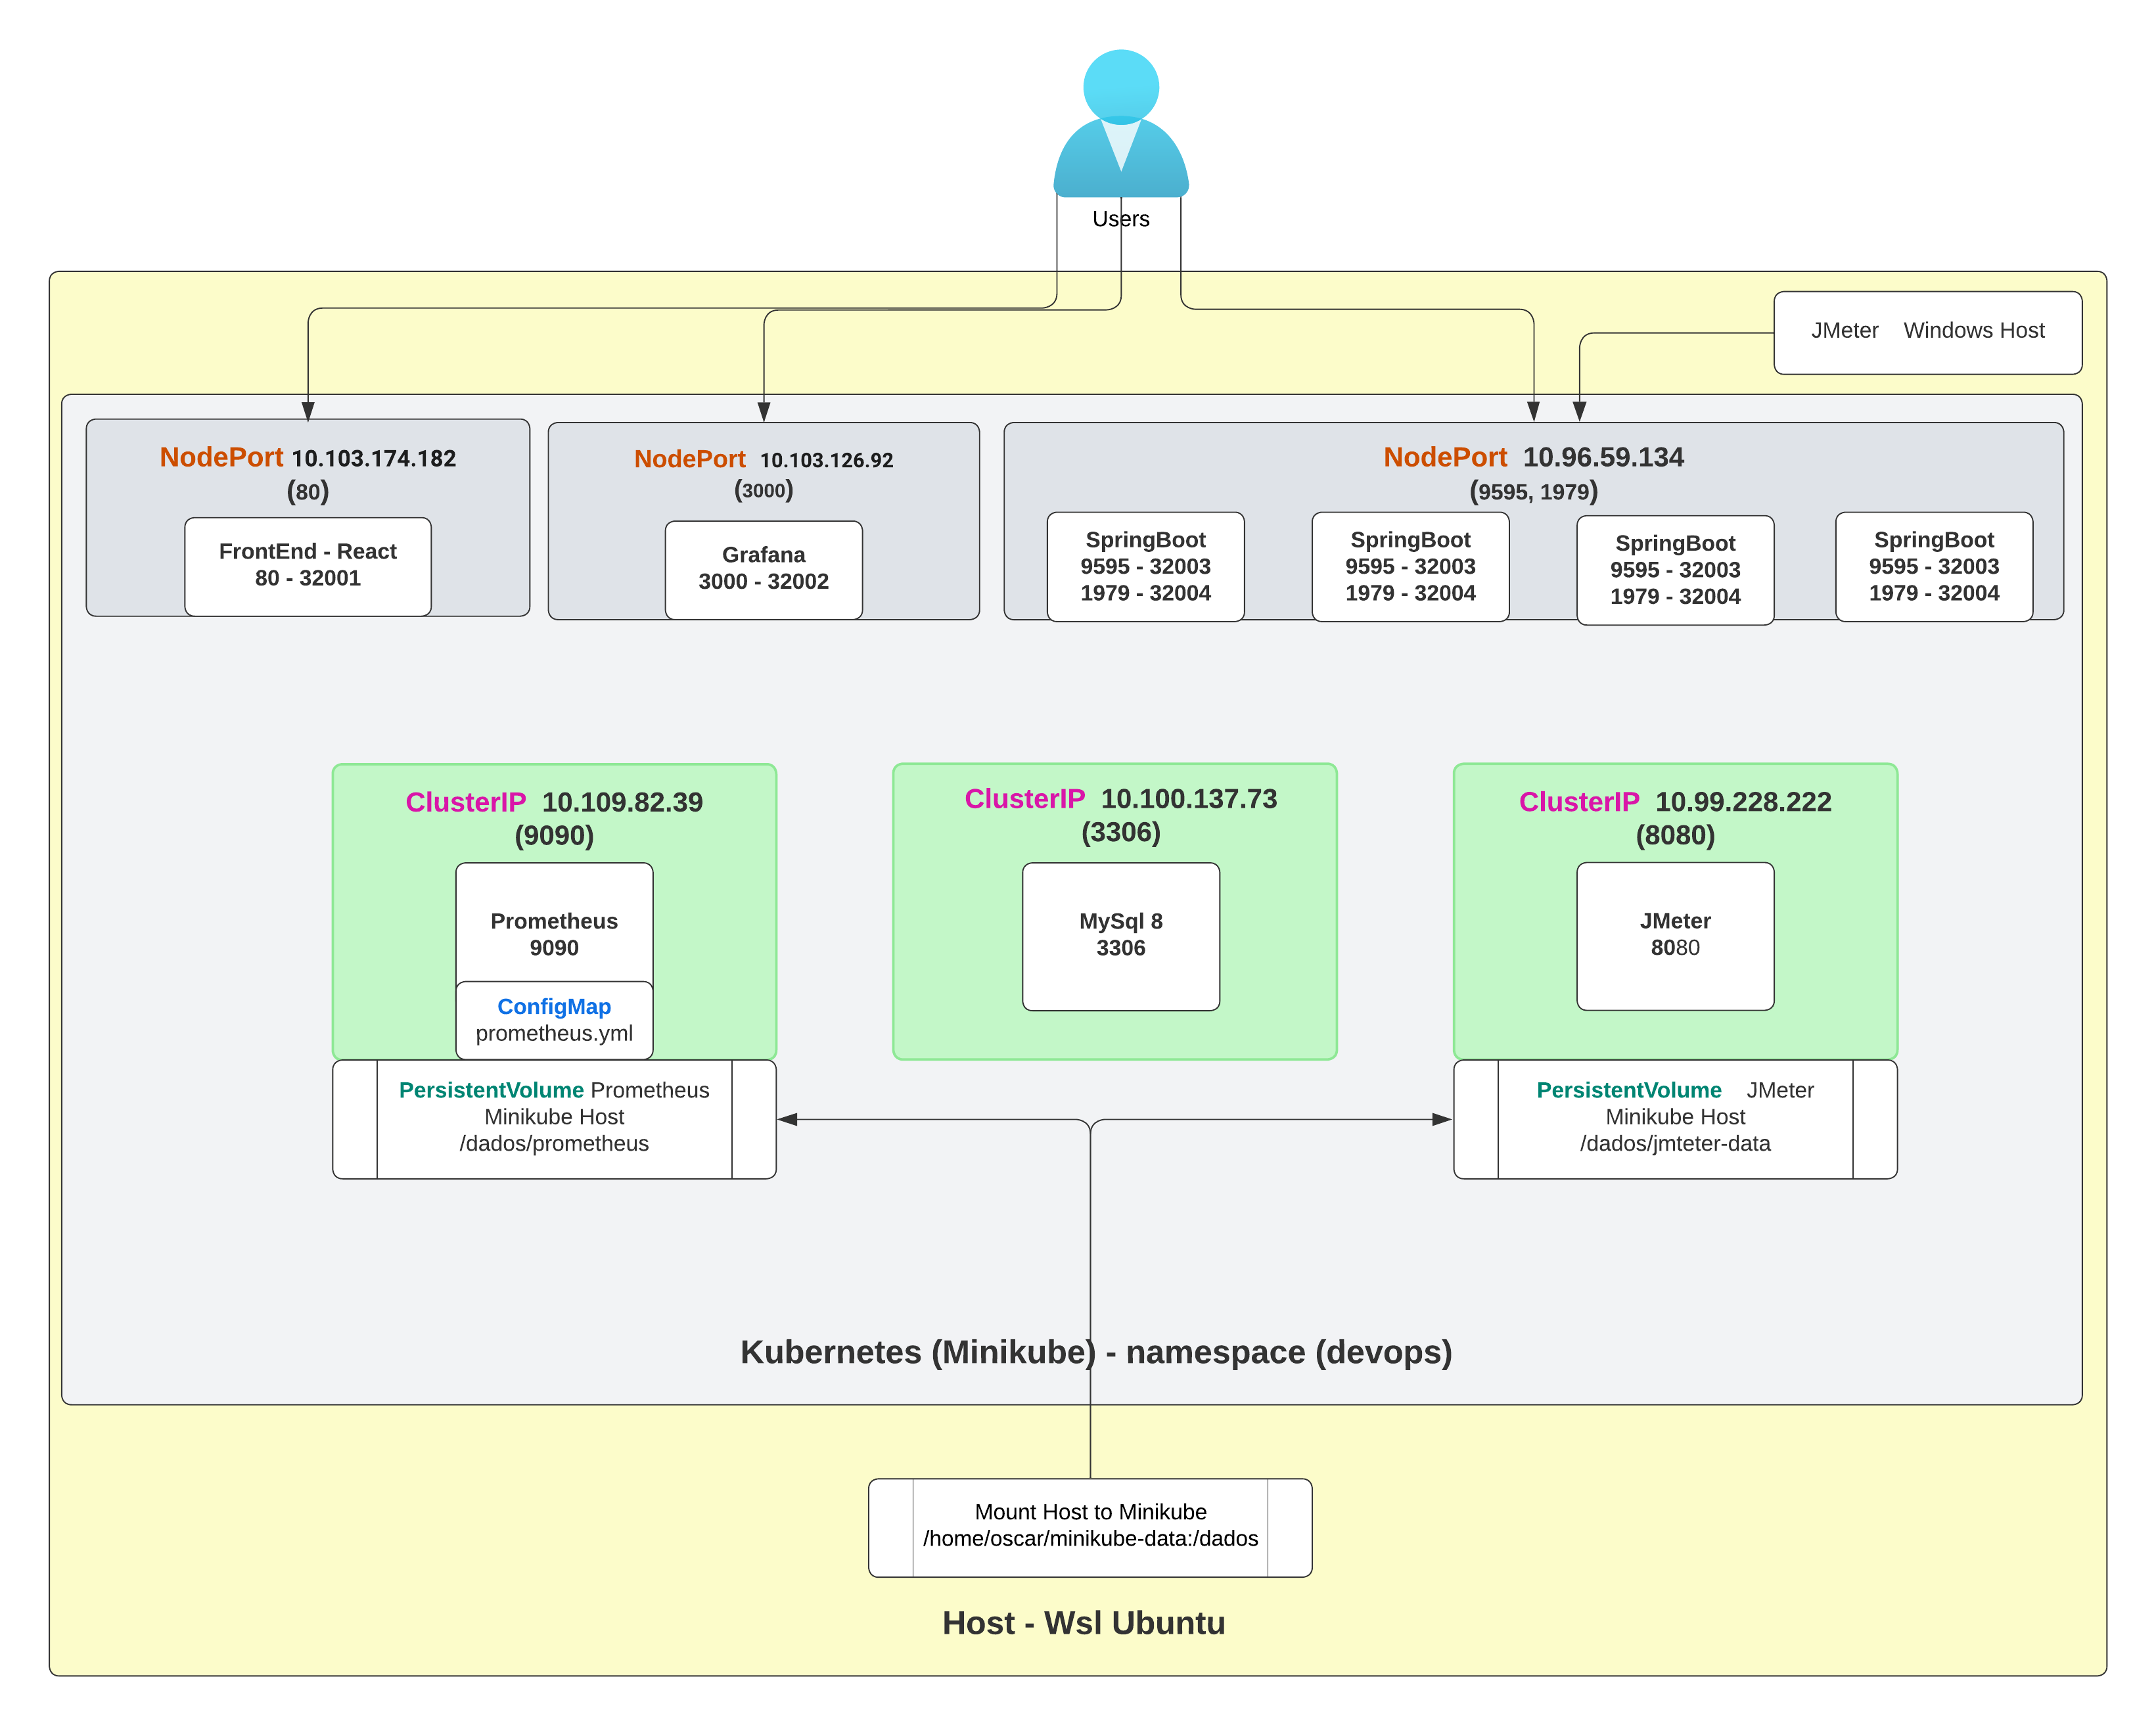 Users
JMeter    Windows Host
NodePort 10.103.174.182
(80)
FrontEnd - React
80 - 32001
NodePort 10.103.126.92
(3000)
Grafana
3000 - 32002
NodePort 10.96.59.134
(9595, 1979)
SpringBoot
9595 - 32003
1979 - 32004
SpringBoot
9595 - 32003
1979 - 32004
SpringBoot
9595 - 32003
1979 - 32004
SpringBoot
9595 - 32003
1979 - 32004
ClusterIP 10.109.82.39
(9090)
Prometheus
9090
ConfigMap
prometheus.yml
PersistentVolume Prometheus
Minikube Host
/dados/prometheus
ClusterIP 10.100.137.73
(3306)
MySql 8
3306
ClusterIP 10.99.228.222
(8080)
JMeter
8080
PersistentVolume    JMeter
Minikube Host
/dados/jmteter-data
Kubernetes (Minikube) - namespace (devops)
Mount Host to Minikube
/home/oscar/minikube-data:/dados
Host - Wsl Ubuntu